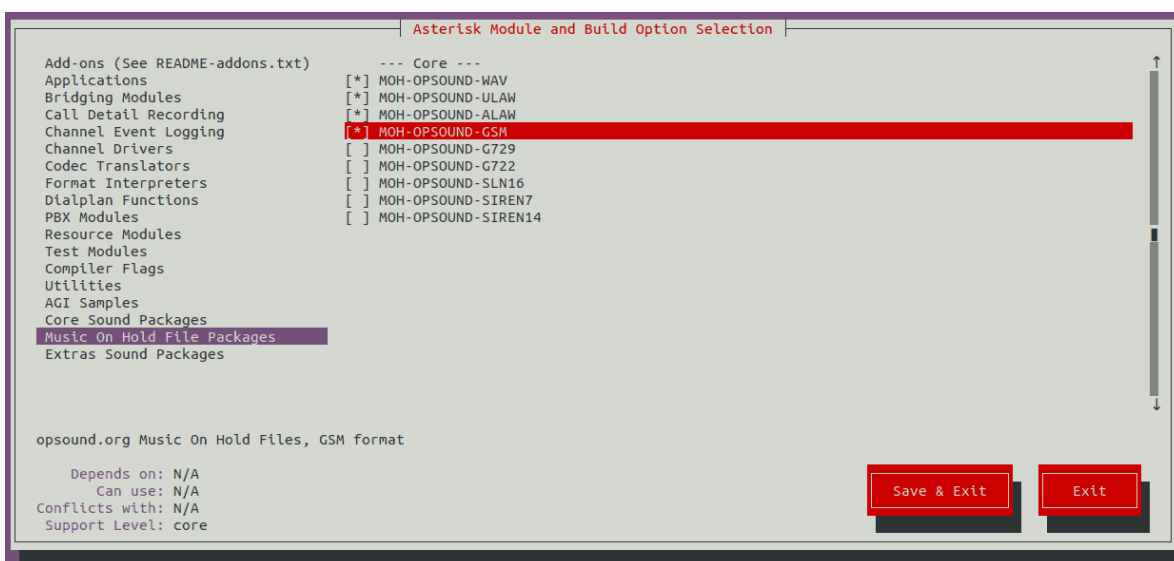 Asterisk Module and Build Option Selection
Add-ons (See README-addons.txt) --- Core ---
Applications [*] MOH-OPSOUND-WAV
Bridging Modules [*] MOH-OPSOUND-ULAW
Call Detail Recording [*] MOH-OPSOUND-ALAW
Channel Event Logging [*] MOH-OPSOUND-GSM
Channel Drivers [ ] MOH-OPSOUND-G729
Codec Translators [ ] MOH-OPSOUND-G722
Format Interpreters [ ] MOH-OPSOUND-SLN16
Dialplan Functions [ ] MOH-OPSOUND-SIREN7
PBX Modules [ ] MOH-OPSOUND-SIREN14
Resource Modules
Test Modules
Compiler Flags
Utilities
AGI Samples
Core Sound Packages
Music On Hold File Packages
Extras Sound Packages
opsound.org Music On Hold Files, GSM format
Depends on: N/A
Can use: N/A
Conflicts with: N/A
Support Level: core
Save & Exit Exit